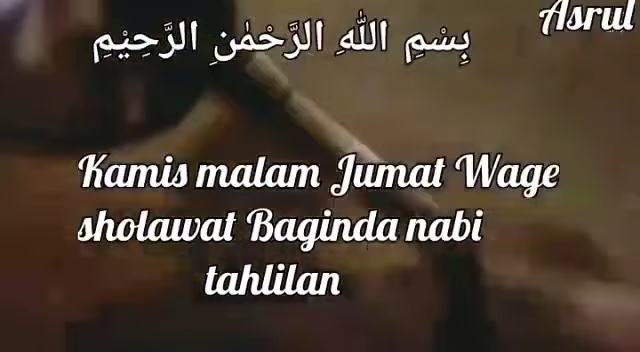 Asrul
بِسْمِ اللّٰهِ الرَّحْمٰنِ الرَّحِيْمِ
Kamis malam Jumat Wage
sholawat Baginda nabi
tahlilan